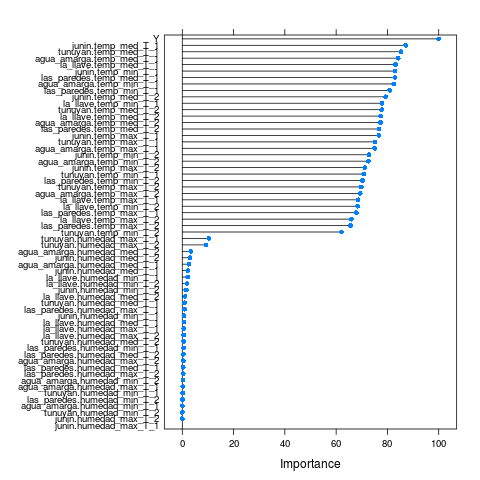 Y
junin.temp_med_T_1
tunuyan.temp_med_T_1
agua_amarga.temp_med_T_1
la_llave.temp_med_T_1
junin.temp_min_T_1
las_paredes.temp_med_T_1
agua_amarga.temp_min_T_1
las_paredes.temp_min_T_1
junin.temp_med_T_2
la_llave.temp_min_T_1
tunuyan.temp_med_T_2
la_llave.temp_med_T_2
agua_amarga.temp_med_T_2
las_paredes.temp_med_T_2
junin.temp_max_T_1
tunuyan.temp_max_T_1
agua_amarga.temp_max_T_1
junin.temp_min_T_2
agua_amarga.temp_min_T_2
junin.temp_max_T_2
tunuyan.temp_min_T_1
las_paredes.temp_min_T_2
tunuyan.temp_max_T_2
agua_amarga.temp_max_T_2
la_llave.temp_max_T_1
la_llave.temp_min_T_2
las_paredes.temp_max_T_1
la_llave.temp_max_T_2
las_paredes.temp_max_T_2
tunuyan.temp_min_T_2
tunuyan.humedad_max_T_1
tunuyan.humedad_max_T_2
agua_amarga.humedad_med_T_2
junin.humedad_med_T_2
agua_amarga.humedad_med_T_1
junin.humedad_med_T_1
la_llave.humedad_min_T_1
la_llave.humedad_min_T_2
junin.humedad_min_T_2
la_llave.humedad_med_T_2
tunuyan.humedad_med_T_1
las_paredes.humedad_max_T_1
junin.humedad_min_T_1
la_llave.humedad_med_T_1
la_llave.humedad_max_T_1
la_llave.humedad_max_T_2
tunuyan.humedad_med_T_2
las_paredes.humedad_min_T_1
las_paredes.humedad_med_T_2
agua_amarga.humedad_max_T_2
las_paredes.humedad_med_T_1
las_paredes.humedad_max_T_2
agua_amarga.humedad_min_T_2
agua_amarga.humedad_max_T_1
tunuyan.humedad_min_T_1
las_paredes.humedad_min_T_2
agua_amarga.humedad_min_T_1
tunuyan.humedad_min_T_2
junin.humedad_max_T_2
junin.humedad_max_T_1
0 20 40 60 80 100
Importance